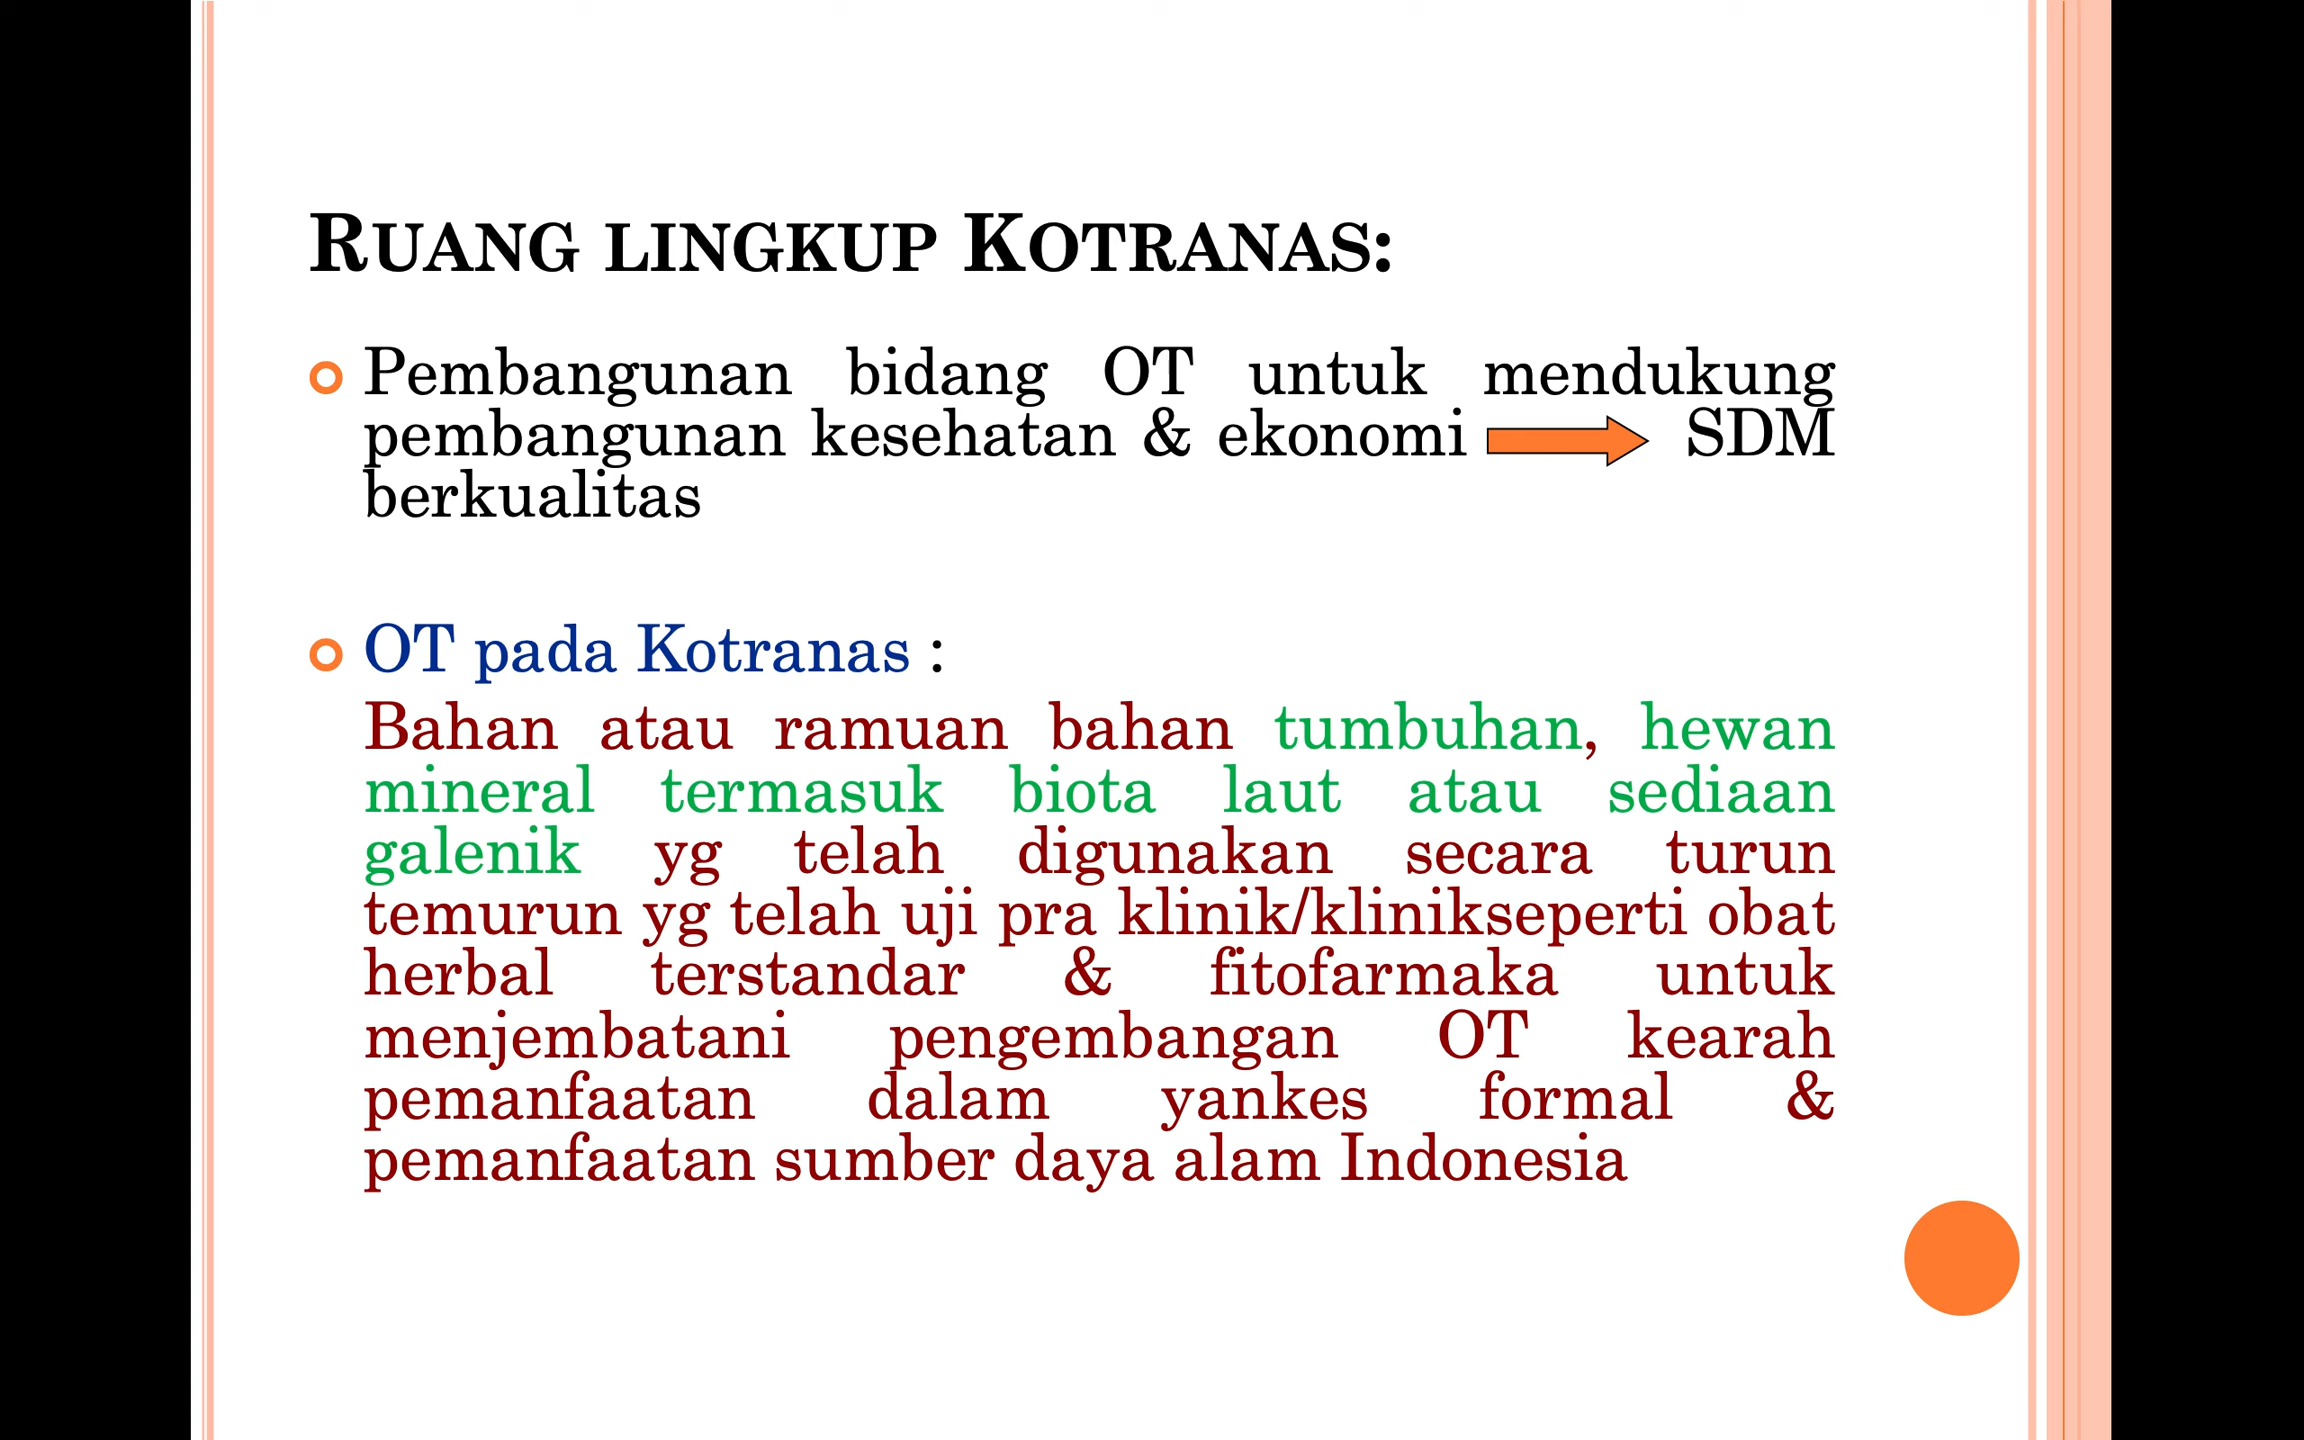 RUANG LINGKUP KOTRANAS:
Pembangunan bidang OT untuk mendukung
pembangunan kesehatan & ekonomi SDM
berkualitas
OT pada Kotranas :
Bahan atau ramuan bahan tumbuhan, hewan
mineral termasuk biota laut atau sediaan
galenik yg telah digunakan secara turun
temurun yg telah uji pra klinik/klinikseperti obat
herbal terstandar & fitofarmaka untuk
menjembatani pengembangan OT kearah
pemanfaatan dalam yankes formal &
pemanfaatan sumber daya alam Indonesia